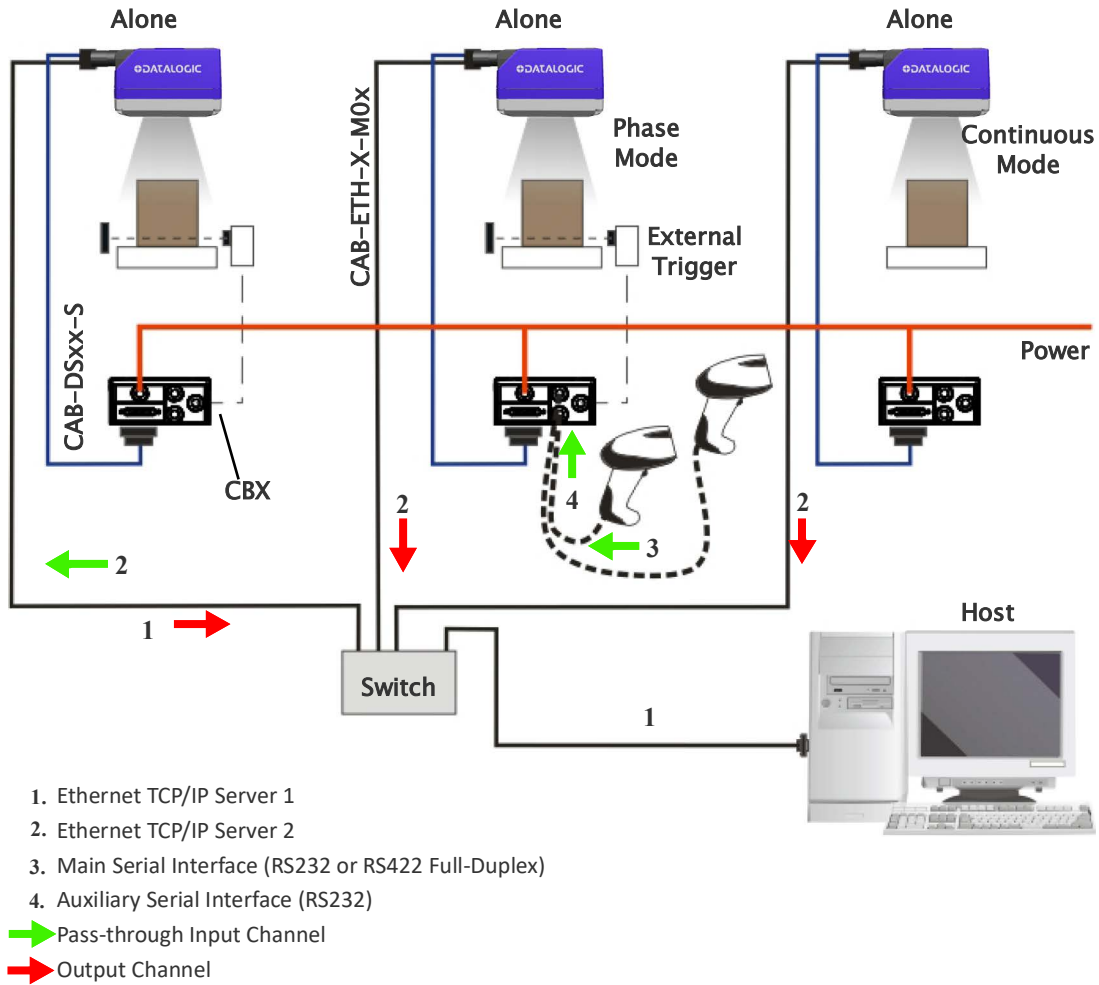 Alone
Alone
Alone
DATALOGIC
DATALOGIC
DATALOGIC
Phase
Mode
Continuous
Mode
CAB-ETH-X-M0x
External
Trigger
CAB-DSxx-S
Power
CBX
4
2
2
3
2
1
Host
Switch
1
1. Ethernet TCP/IP Server 1
2. Ethernet TCP/IP Server 2
3. Main Serial Interface (RS232 or RS422 Full-Duplex)
4. Auxiliary Serial Interface (RS232)
Pass-through Input Channel
Output Channel